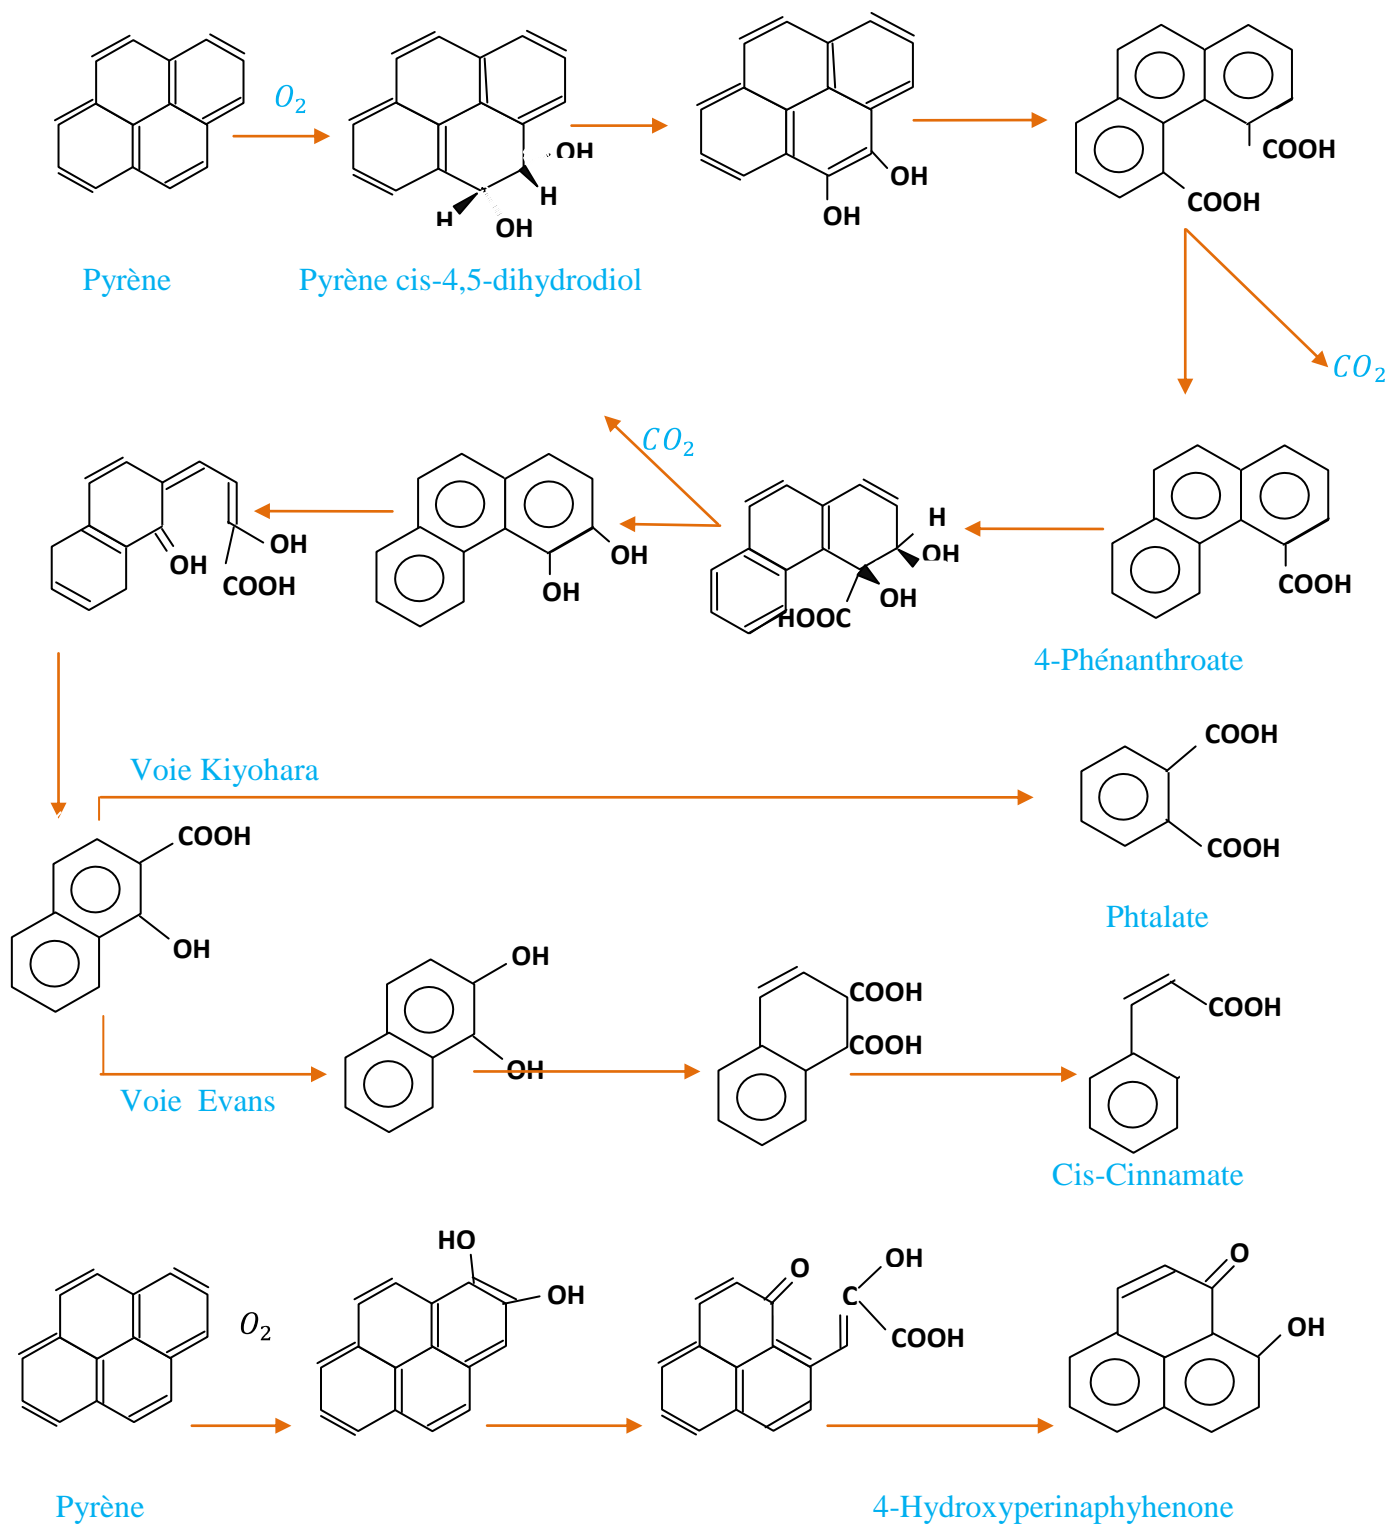 O2
OH
H
H
OH
OH
OH
COOH
COOH
Pyrène
Pyrène cis-4,5-dihydrodiol
CO2
CO2
OH
OH
COOH
OH
OH
H
OH
OH
HOOC
COOH
4-Phénanthroate
Voie Kiyohara
COOH
COOH
Phtalate
COOH
OH
OH
OH
COOH
COOH
COOH
Voie Evans
Cis-Cinnamate
HO
OH
O2
O
OH
C
COOH
O
OH
Pyrène
4-Hydroxyperinaphyhenone